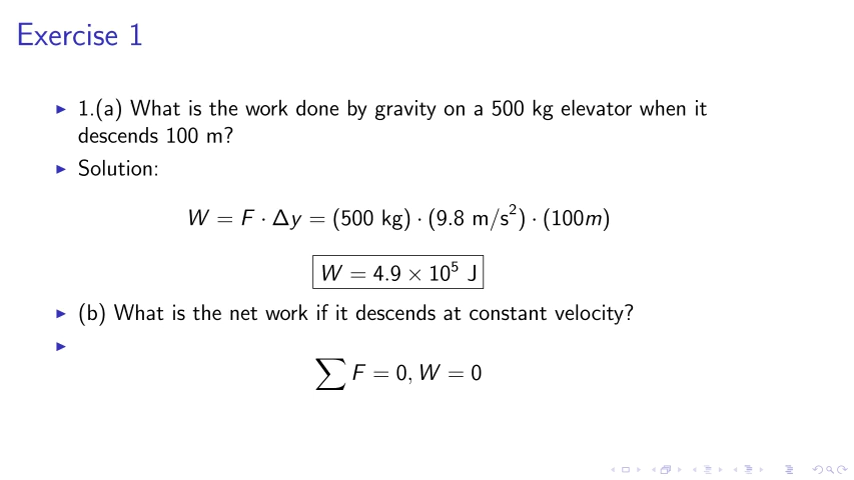 Exercise 1
▶ 1.(a) What is the work done by gravity on a 500 kg elevator when it
descends 100 m?
▶ Solution:
W = F · Δy = (500 kg) · (9.8 m/s²) · (100m)
W = 4.9 × 10⁵ J
▶ (b) What is the net work if it descends at constant velocity?
▶
∑ F = 0, W = 0